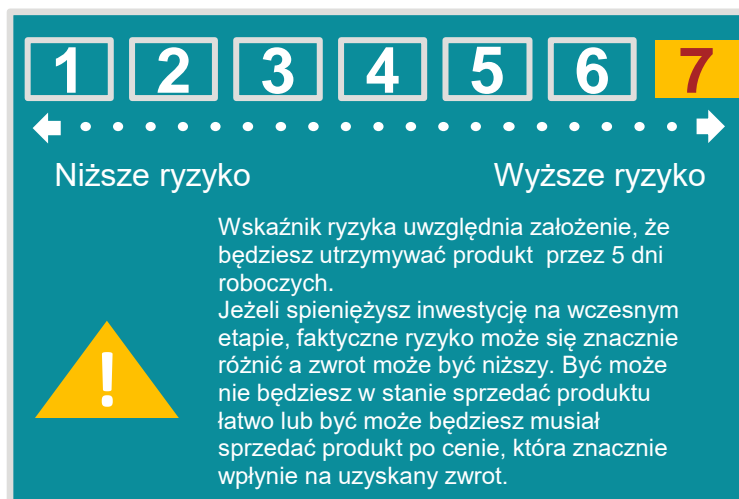 1 2 3 4 5 6 7
Niższe ryzyko Wyższe ryzyko
Wskaźnik ryzyka uwzględnia założenie, że
będziesz utrzymywać produkt przez 5 dni
roboczych.
Jeżeli spieniężysz inwestycję na wczesnym
etapie, faktyczne ryzyko może się znacznie
różnić a zwrot może być niższy. Być może
nie będziesz w stanie sprzedać produktu
łatwo lub być może będziesz musiał
sprzedać produkt po cenie, która znacznie
wpłynie na uzyskany zwrot.
!